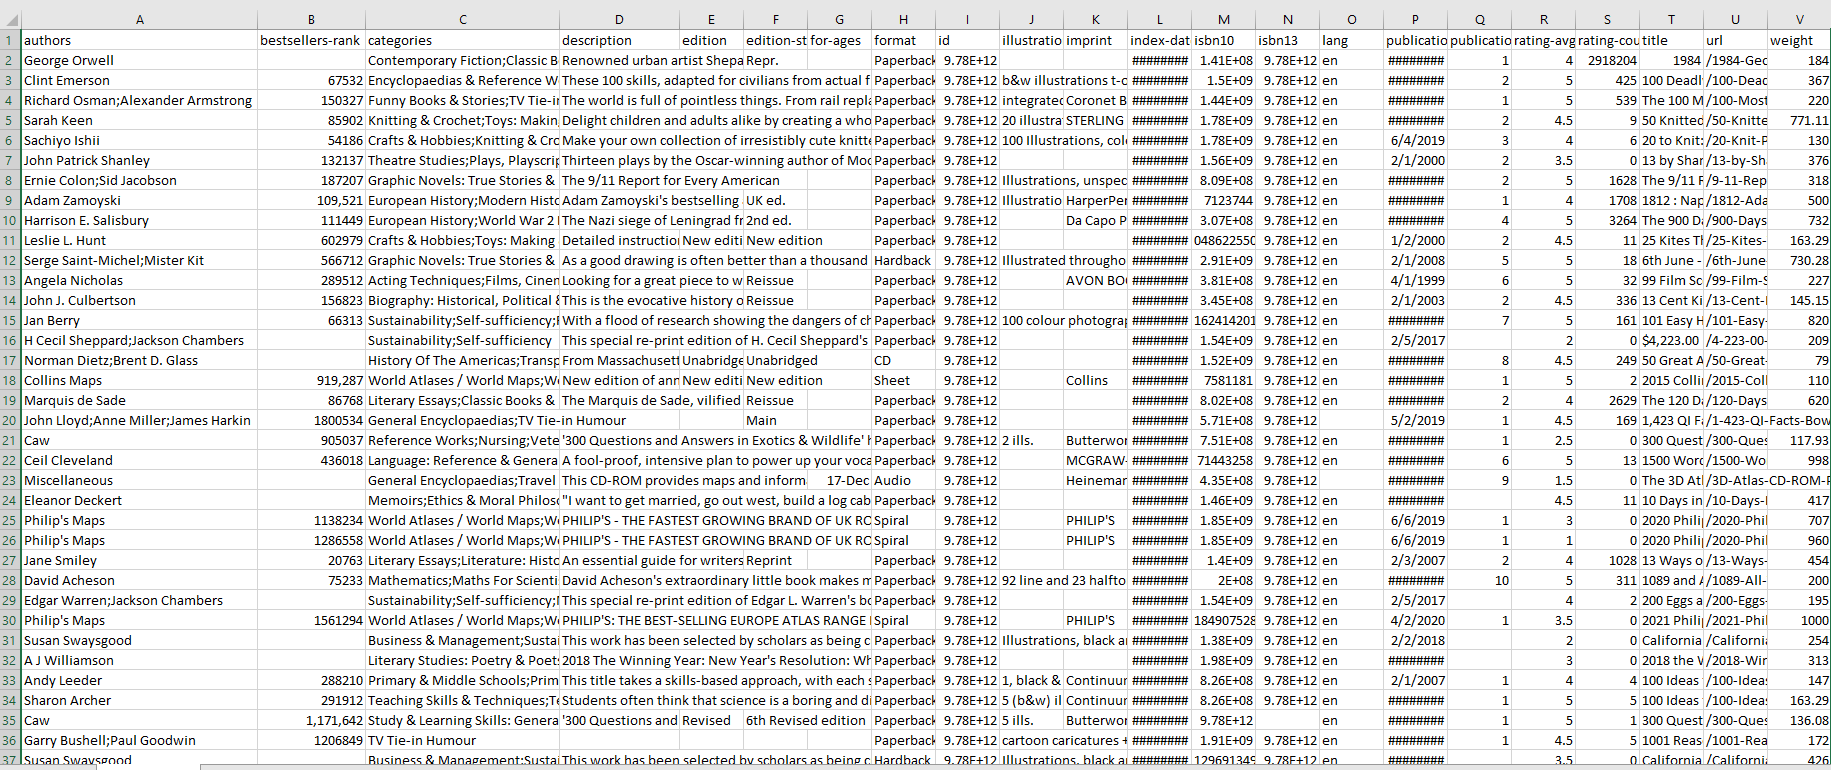 A B C D E F G H I J K L M N O P Q R S T U V
1 authors bestsellers-rank categories description edition edition-st for-ages format id illustratio imprint index-dat isbn10 isbn13 lang publicatio publicatio rating-avg rating-cou title url weight
2 George Orwell Contemporary Fiction;Classic B Renowned urban artist Shepa Repr. Paperback 9.78E+12 ######## 1.41E+08 9.78E+12 en ######## 1 4 2918204 1984 /1984-Geo 184
3 Clint Emerson 67532 Encyclopaedias & Reference W These 100 skills, adapted for civilians from actual f Paperback 9.78E+12 b&w illustrations t-o ######## 1.5E+09 9.78E+12 en ######## 2 5 425 100 Deadl /100-Deac 367
4 Richard Osman;Alexander Armstrong 150327 Funny Books & Stories;TV Tie-i The world is full of pointless things. From rail repla Paperback 9.78E+12 integrated Coronet B ######## 1.44E+09 9.78E+12 en ######## 1 5 539 The 100 M /100-Most 220
5 Sarah Keen 85902 Knitting & Crochet;Toys: Makin Delight children and adults alike by creating a who Paperback 9.78E+12 20 illustra STERLING ######## 1.78E+09 9.78E+12 en ######## 2 4.5 9 50 Knitted /50-Knitte 771.11
6 Sachiyo Ishii 54186 Crafts & Hobbies;Knitting & Cro Make your own collection of irresistibly cute knitte Paperback 9.78E+12 100 Illustrations, col ######## 1.78E+09 9.78E+12 en 6/4/2019 3 4 6 20 to Knit: /20-Knit-P 130
7 John Patrick Shanley 132137 Theatre Studies;Plays, Playscrip Thirteen plays by the Oscar-winning author of Moo Paperback 9.78E+12 ######## 1.56E+09 9.78E+12 en 2/1/2000 2 3.5 0 13 by Shar /13-by-Sh 376
8 Ernie Colon;Sid Jacobson 187207 Graphic Novels: True Stories & The 9/11 Report for Every American Paperback 9.78E+12 Illustrations, unspec ######## 8.09E+08 9.78E+12 en ######## 2 5 1628 The 9/11 F /9-11-Rep 318
9 Adam Zamoyski 109,521 European History;Modern Histo Adam Zamoyski's bestselling UK ed. Paperback 9.78E+12 Illustratio HarperPer ######## 7123744 9.78E+12 en ######## 1 4 1708 1812 : Nap /1812-Ada 500
10 Harrison E. Salisbury 111449 European History;World War 2 The Nazi siege of Leningrad fr 2nd ed. Paperback 9.78E+12 Da Capo P ######## 3.07E+08 9.78E+12 en ######## 4 5 3264 The 900 D /900-Days 732
11 Leslie L. Hunt 602979 Crafts & Hobbies;Toys: Making Detailed instructio New editi New edition Paperback 9.78E+12 ######## 048622550 9.78E+12 en 1/2/2000 2 4.5 11 25 Kites Th /25-Kites- 163.29
12 Serge Saint-Michel;Mister Kit 566712 Graphic Novels: True Stories & As a good drawing is often better than a thousand Hardback 9.78E+12 Illustrated througho ######## 2.91E+09 9.78E+12 en 2/1/2008 5 5 18 6th June - /6th-June- 730.28
13 Angela Nicholas 289512 Acting Techniques;Films, Cinen Looking for a great piece to w Reissue Paperback 9.78E+12 AVON BO ######## 3.81E+08 9.78E+12 en 4/1/1999 6 5 32 99 Film Sc /99-Film-S 227
14 John J. Culbertson 156823 Biography: Historical, Political & This is the evocative history o Reissue Paperback 9.78E+12 ######## 3.45E+08 9.78E+12 en 2/1/2003 2 4.5 336 13 Cent Ki /13-Cent-I 145.15
15 Jan Berry 66313 Sustainability;Self-sufficiency; With a flood of research showing the dangers of ch Paperback 9.78E+12 100 colour photogra ######## 162414201 9.78E+12 en ######## 7 5 161 101 Easy H /101-Easy- 820
16 H Cecil Sheppard;Jackson Chambers Sustainability;Self-sufficiency This special re-print edition of H. Cecil Sheppard's Paperback 9.78E+12 ######## 1.54E+09 9.78E+12 en 2/5/2017 2 0 $4,223.00 /4-223-00- 209
17 Norman Dietz;Brent D. Glass History Of The Americas;Transp From Massachusett Unabridge Unabridged CD 9.78E+12 ######## 1.52E+09 9.78E+12 en ######## 8 4.5 249 50 Great A /50-Great- 79
18 Collins Maps 919,287 World Atlases / World Maps;Wo New edition of ann New editi New edition Sheet 9.78E+12 Collins ######## 7581181 9.78E+12 en ######## 1 5 2 2015 Colli /2015-Coll 110
19 Marquis de Sade 86768 Literary Essays;Classic Books & The Marquis de Sade, vilified Reissue Paperback 9.78E+12 ######## 8.02E+08 9.78E+12 en ######## 2 4 2629 The 120 D /120-Days 620
20 John Lloyd;Anne Miller;James Harkin 1800534 General Encyclopaedias;TV Tie-in Humour Main Paperback 9.78E+12 ######## 5.71E+08 9.78E+12 5/2/2019 1 4.5 169 1,423 QI F /1-423-QI-Facts-Bow
21 Caw 905037 Reference Works;Nursing;Vete '300 Questions and Answers in Exotics & Wildlife' h Paperback 9.78E+12 2 ills. Butterwor ######## 7.51E+08 9.78E+12 en ######## 1 2.5 0 300 Quest /300-Ques 117.93
22 Ceil Cleveland 436018 Language: Reference & Genera A fool-proof, intensive plan to power up your voca Paperback 9.78E+12 MCGRAW- ######## 71443258 9.78E+12 en ######## 6 5 13 1500 Word /1500-Wo 998
23 Miscellaneous General Encyclopaedias;Travel This CD-ROM provides maps and inform 17-Dec Audio 9.78E+12 Heineman ######## 4.35E+08 9.78E+12 ######## 9 1.5 0 The 3D Atl /3D-Atlas-CD-ROM-P
24 Eleanor Deckert Memoirs;Ethics & Moral Philos "I want to get married, go out west, build a log cab Paperback 9.78E+12 ######## 1.46E+09 9.78E+12 en ######## 4.5 11 10 Days in /10-Days-I 417
25 Philip's Maps 1138234 World Atlases / World Maps;Wo PHILIP'S - THE FASTEST GROWING BRAND OF UK RO Spiral 9.78E+12 PHILIP'S ######## 1.85E+09 9.78E+12 en 6/6/2019 1 3 0 2020 Phili /2020-Phil 707
26 Philip's Maps 1286558 World Atlases / World Maps;Wo PHILIP'S - THE FASTEST GROWING BRAND OF UK RO Spiral 9.78E+12 PHILIP'S ######## 1.85E+09 9.78E+12 en 6/6/2019 1 1 0 2020 Phili /2020-Phil 960
27 Jane Smiley 20763 Literary Essays;Literature: Histo An essential guide for writers Reprint Paperback 9.78E+12 ######## 1.4E+09 9.78E+12 en 2/3/2007 2 4 1028 13 Ways o /13-Ways- 454
28 David Acheson 75233 Mathematics;Maths For Scienti David Acheson's extraordinary little book makes m Paperback 9.78E+12 92 line and 23 halfto ######## 2E+08 9.78E+12 en ######## 10 5 311 1089 and A /1089-All- 200
29 Edgar Warren;Jackson Chambers Sustainability;Self-sufficiency; This special re-print edition of Edgar L. Warren's bo Paperback 9.78E+12 ######## 1.54E+09 9.78E+12 en 2/5/2017 4 2 200 Eggs a /200-Eggs- 195
30 Philip's Maps 1561294 World Atlases / World Maps;Wo PHILIP'S: THE BEST-SELLING EUROPE ATLAS RANGE Spiral 9.78E+12 PHILIP'S ######## 184907528 9.78E+12 en 4/2/2020 1 3.5 0 2021 Phili /2021-Phil 1000
31 Susan Swaysgood Business & Management;Sustai This work has been selected by scholars as being c Paperback 9.78E+12 Illustrations, black a ######## 1.38E+09 9.78E+12 en 2/2/2018 2 0 California /Californi 254
32 A J Williamson Literary Studies: Poetry & Poet 2018 The Winning Year: New Year's Resolution: Wh Paperback 9.78E+12 ######## 1.98E+09 9.78E+12 en ######## 3 0 2018 the W /2018-Wir 313
33 Andy Leeder 288210 Primary & Middle Schools;Prim This title takes a skills-based approach, with each s Paperback 9.78E+12 1, black & Continuum ######## 8.26E+08 9.78E+12 en 2/1/2007 1 4 4 100 Ideas /100-Ideas 147
34 Sharon Archer 291912 Teaching Skills & Techniques;Te Students often think that science is a boring and di Paperback 9.78E+12 5 (b&w) il Continuum ######## 8.26E+08 9.78E+12 en ######## 1 5 5 100 Ideas /100-Ideas 163.29
35 Caw 1,171,642 Study & Learning Skills: Genera '300 Questions and Revised 6th Revised edition Paperback 9.78E+12 5 ills. Butterwor ######## 9.78E+12 en ######## 1 5 1 300 Quest /300-Ques 136.08
36 Garry Bushell;Paul Goodwin 1206849 TV Tie-in Humour Paperback 9.78E+12 cartoon caricatures + ######## 1.91E+09 9.78E+12 en ######## 1 4.5 5 1001 Reas /1001-Rea 172
37 Susan Swaysgood Business & Management;Sustai This work has been selected by scholars as being c Hardback 9.78E+12 Illustrations, black a ######## 129691349 9.78E+12 en ######## 3.5 0 California /Californi 426